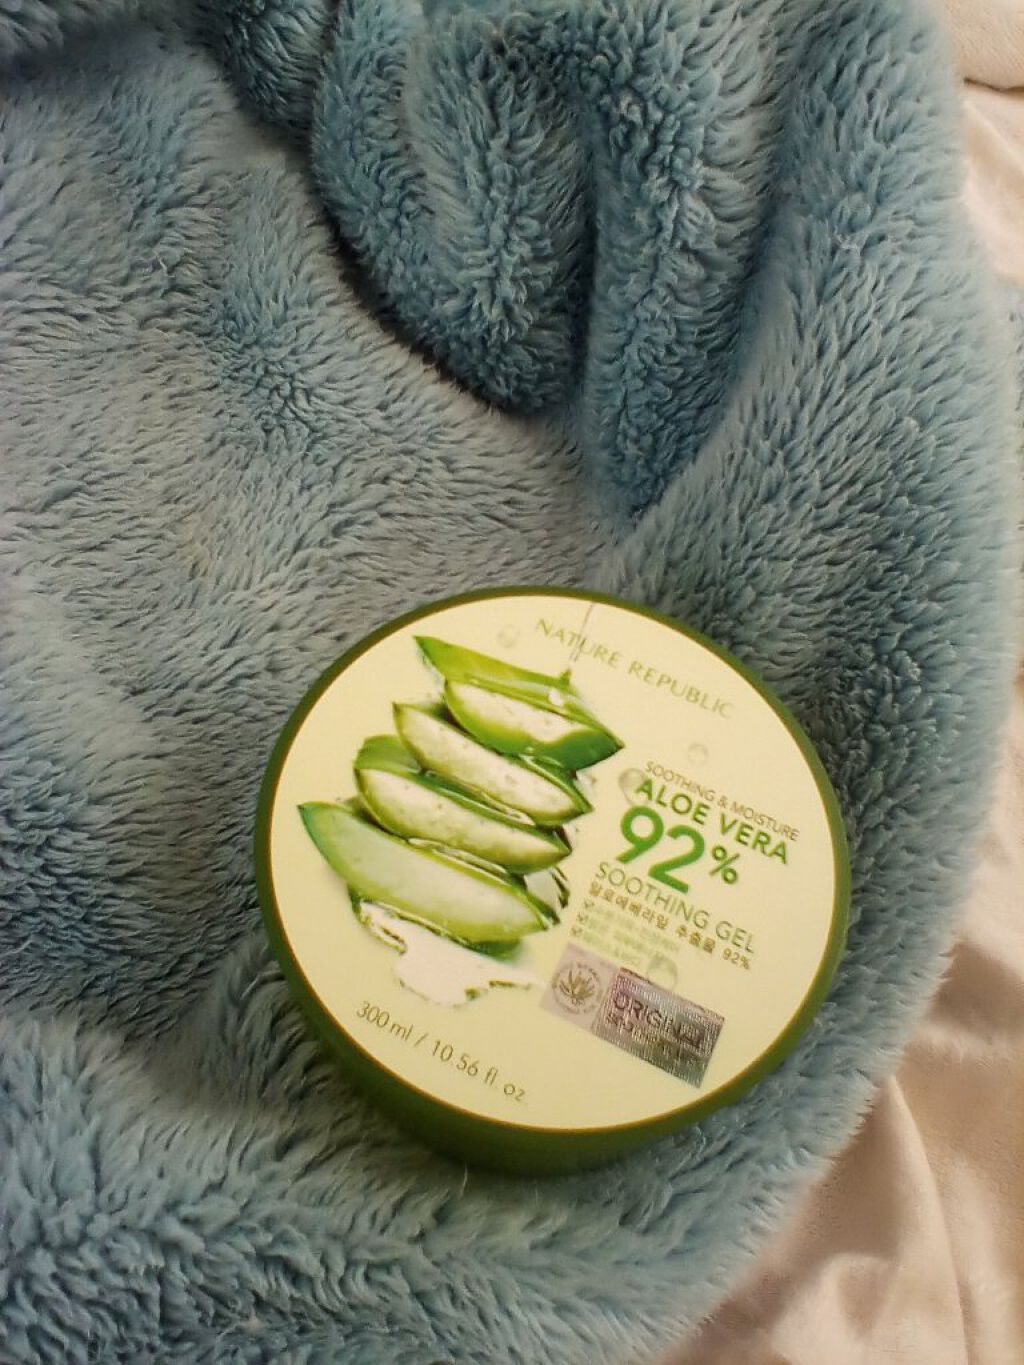 NATURE REPUBLIC
SOOTHING & MOISTURE
ALOE VERA
92%
SOOTHING GEL
알로에베라잎 추출물 92%
ORIGINAL
300 ml / 10.56 fl. oz.